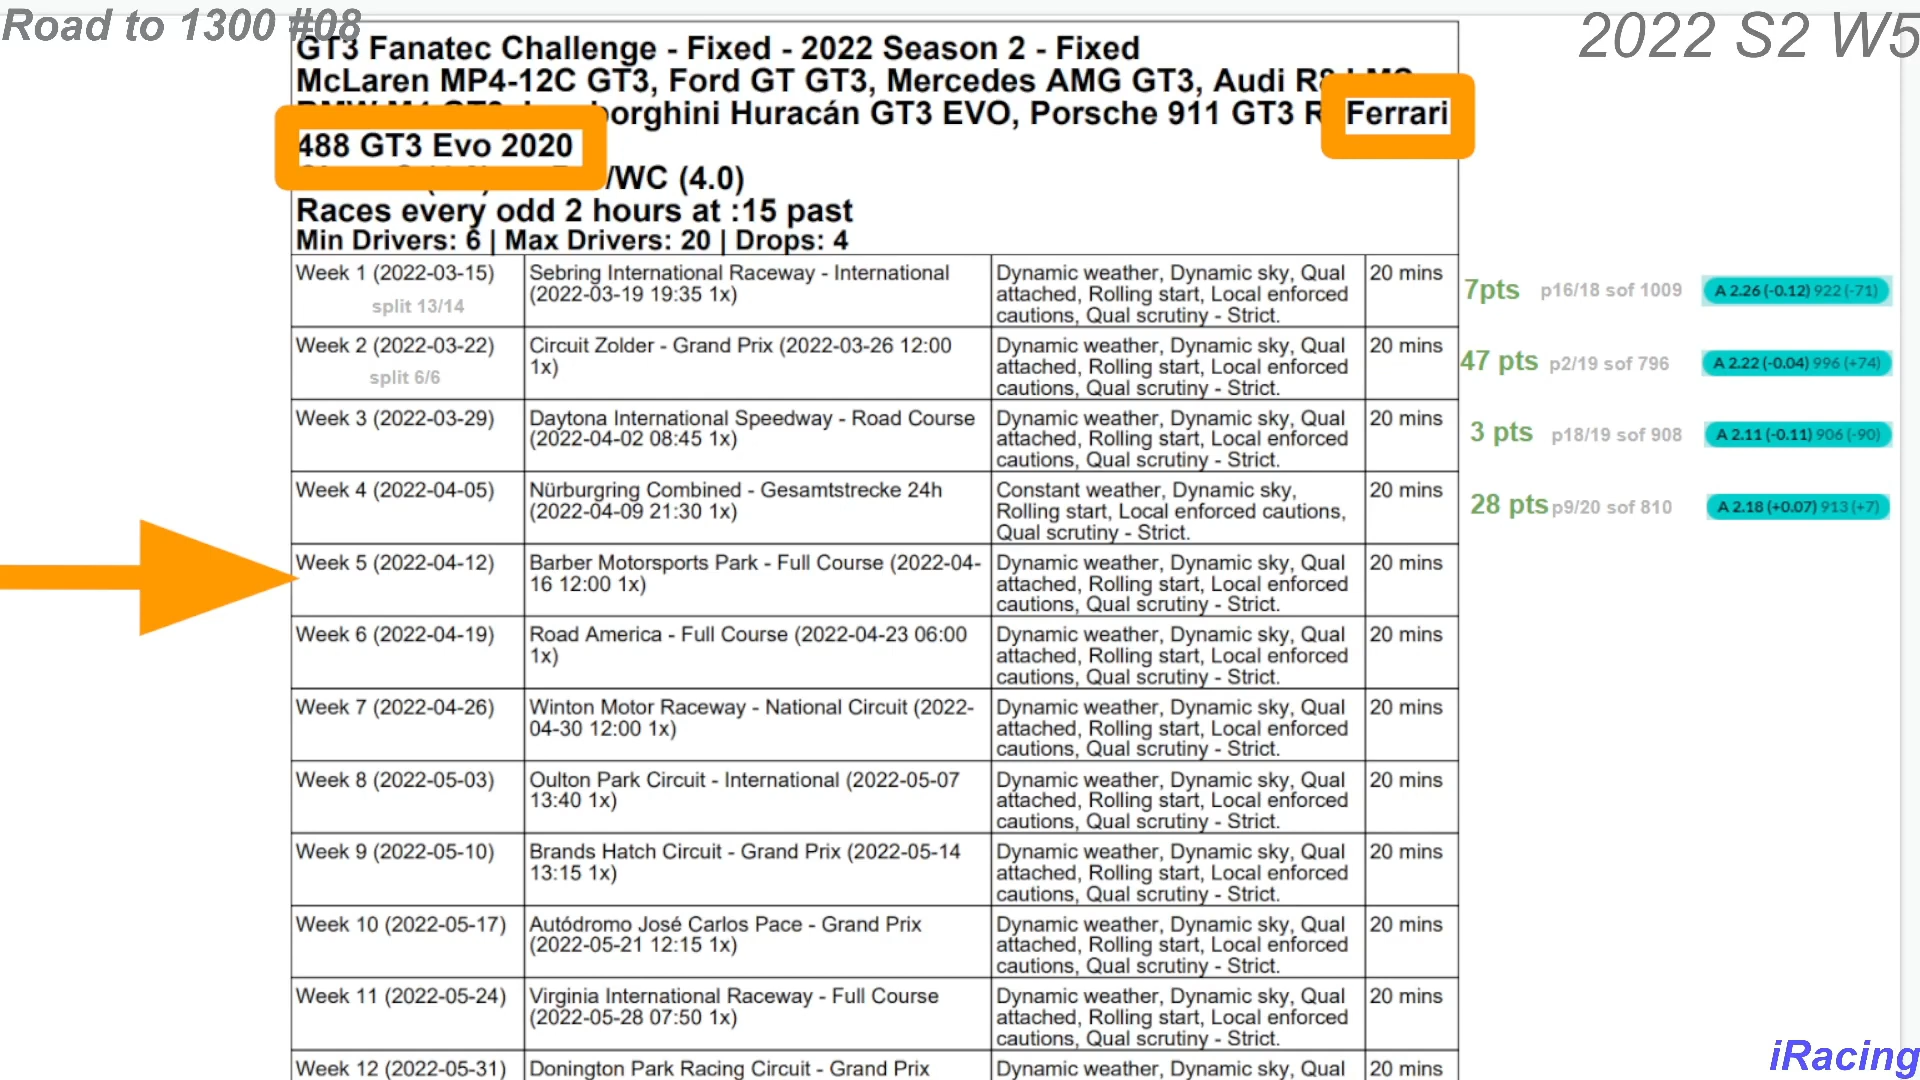 Road to 1300 #08
2022 S2 W5
GT3 Fanatec Challenge - Fixed - 2022 Season 2 - Fixed
McLaren MP4-12C GT3, Ford GT GT3, Mercedes AMG GT3, Audi R8 LMS
BMW M4 GT3, Lamborghini Huracán GT3 EVO, Porsche 911 GT3 R, Ferrari
488 GT3 Evo 2020
/WC (4.0)
Races every odd 2 hours at :15 past
Min Drivers: 6 | Max Drivers: 20 | Drops: 4
Week 1 (2022-03-15) Sebring International Raceway - International Dynamic weather, Dynamic sky, Qual 20 mins
split 13/14 (2022-03-19 19:35 1x) attached, Rolling start, Local enforced 7pts p16/18 sof 1009 A 2.26 (-0.12) 922 (-71)
cautions, Qual scrutiny - Strict.
Week 2 (2022-03-22) Circuit Zolder - Grand Prix (2022-03-26 12:00 Dynamic weather, Dynamic sky, Qual 20 mins
split 6/6 1x) attached, Rolling start, Local enforced 47 pts p2/19 sof 796 A 2.22 (-0.04) 996 (+74)
cautions, Qual scrutiny - Strict.
Week 3 (2022-03-29) Daytona International Speedway - Road Course Dynamic weather, Dynamic sky, Qual 20 mins
(2022-04-02 08:45 1x) attached, Rolling start, Local enforced 3 pts p18/19 sof 908 A 2.11 (-0.11) 906 (-90)
cautions, Qual scrutiny - Strict.
Week 4 (2022-04-05) Nürburgring Combined - Gesamtstrecke 24h Constant weather, Dynamic sky, 20 mins
(2022-04-09 21:30 1x) Rolling start, Local enforced cautions, 28 pts p9/20 sof 810 A 2.18 (+0.07) 913 (+7)
Qual scrutiny - Strict.
Week 5 (2022-04-12) Barber Motorsports Park - Full Course (2022-04- Dynamic weather, Dynamic sky, Qual 20 mins
16 12:00 1x) attached, Rolling start, Local enforced
cautions, Qual scrutiny - Strict.
Week 6 (2022-04-19) Road America - Full Course (2022-04-23 06:00 Dynamic weather, Dynamic sky, Qual 20 mins
1x) attached, Rolling start, Local enforced
cautions, Qual scrutiny - Strict.
Week 7 (2022-04-26) Winton Motor Raceway - National Circuit (2022- Dynamic weather, Dynamic sky, Qual 20 mins
04-30 12:00 1x) attached, Rolling start, Local enforced
cautions, Qual scrutiny - Strict.
Week 8 (2022-05-03) Oulton Park Circuit - International (2022-05-07 Dynamic weather, Dynamic sky, Qual 20 mins
13:40 1x) attached, Rolling start, Local enforced
cautions, Qual scrutiny - Strict.
Week 9 (2022-05-10) Brands Hatch Circuit - Grand Prix (2022-05-14 Dynamic weather, Dynamic sky, Qual 20 mins
13:15 1x) attached, Rolling start, Local enforced
cautions, Qual scrutiny - Strict.
Week 10 (2022-05-17) Autódromo José Carlos Pace - Grand Prix Dynamic weather, Dynamic sky, Qual 20 mins
(2022-05-21 12:15 1x) attached, Rolling start, Local enforced
cautions, Qual scrutiny - Strict.
Week 11 (2022-05-24) Virginia International Raceway - Full Course Dynamic weather, Dynamic sky, Qual 20 mins
(2022-05-28 07:50 1x) attached, Rolling start, Local enforced
cautions, Qual scrutiny - Strict.
Week 12 (2022-05-31) Donington Park Racing Circuit - Grand Prix Dynamic weather, Dynamic sky, Qual 20 mins
iRacing